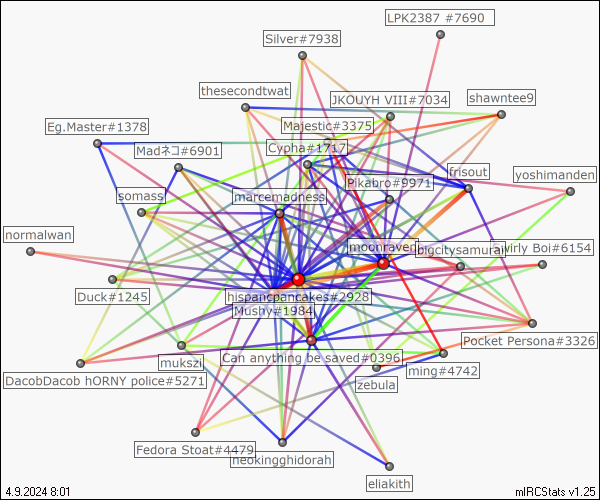 LPK2387 #7690
Silver#7938
thesecondtwat
JKOUYH VIII#7034
shawntee9
Eg.Master#1378
Majestic#3375
Madネコ#6901
Cypha#1717
frisout
yoshimanden
Pikabro#9971
somass
marcemadness
normalwan
moonraven
bigcitysamurai
wirly Boi#6154
Duck#1245
hispancpancakes#2928
Mushy#1984
Pocket Persona#3326
mukszi
Can anything be saved#0396
ming#4742
DacobDacob hORNY police#5271
zebula
Fedora Stoat#4479
neokingghidorah
eliakith
4.9.2024 8:01
mIRCStats v1.25